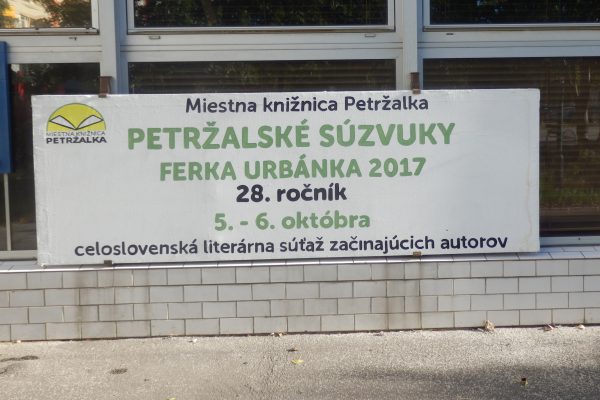 Miestna knižnica Petržalka
MIESTNA KNIŽNICA
PETRŽALKA
PETRŽALSKÉ SÚZVUKY
FERKA URBÁNKA 2017
28. ročník
5. - 6. októbra
celoslovenská literárna súťaž začínajúcich autorov